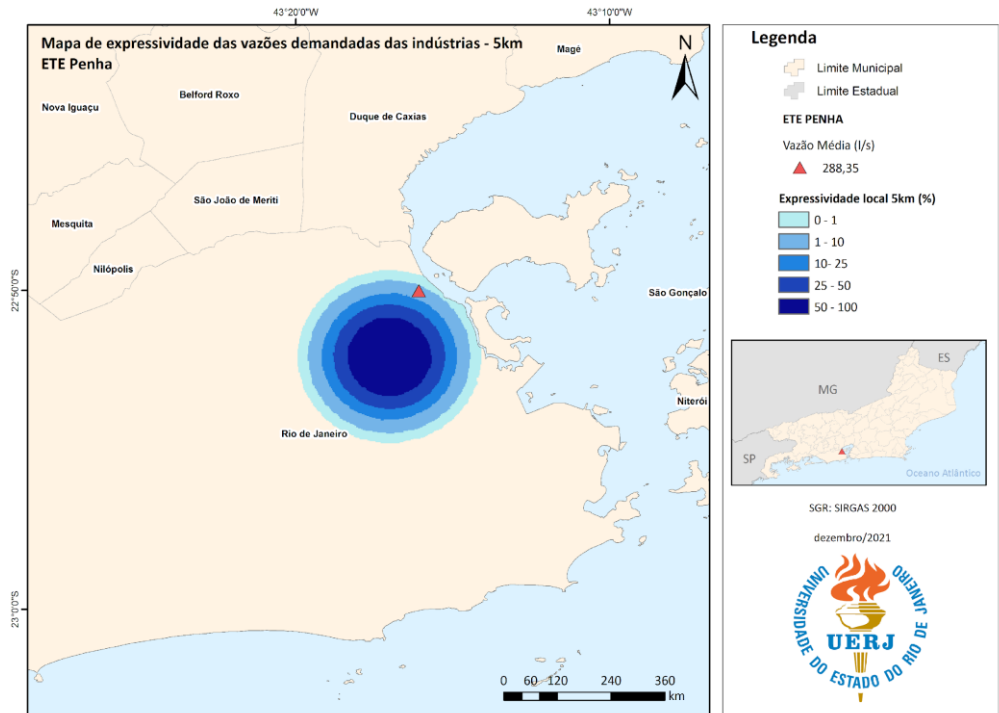 43°20'0"W
43°10'0"W
Mapa de expressividade das vazões demandadas das indústrias - 5km
ETE Penha
N
Magé
Belford Roxo
Nova Iguaçu
Duque de Caxias
São João de Meriti
Mesquita
Nilópolis
22°50'0"S
São Gonçalo
Niterói
Rio de Janeiro
23°0'0"S
0 60 120 240 360
km
Legenda
Limite Municipal
Limite Estadual
ETE PENHA
Vazão Média (l/s)
288,35
Expressividade local 5km (%)
0 - 1
1 - 10
10- 25
25 - 50
50 - 100
ES
MG
SP
Oceano Atlântico
SGR: SIRGAS 2000
dezembro/2021
UNIVERSIDADE DO ESTADO DO RIO DE JANEIRO
UERJ